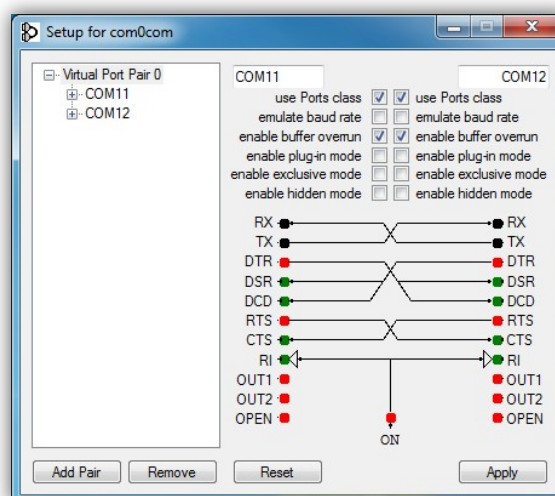 Setup for com0com
Virtual Port Pair 0
COM11
COM12
COM11 COM12
use Ports class use Ports class
emulate baud rate emulate baud rate
enable buffer overrun enable buffer overrun
enable plug-in mode enable plug-in mode
enable exclusive mode enable exclusive mode
enable hidden mode enable hidden mode
RX RX
TX TX
DTR DTR
DSR DSR
DCD DCD
RTS RTS
CTS CTS
RI RI
OUT1 OUT1
OUT2 OUT2
OPEN OPEN
ON
Add Pair Remove Reset Apply